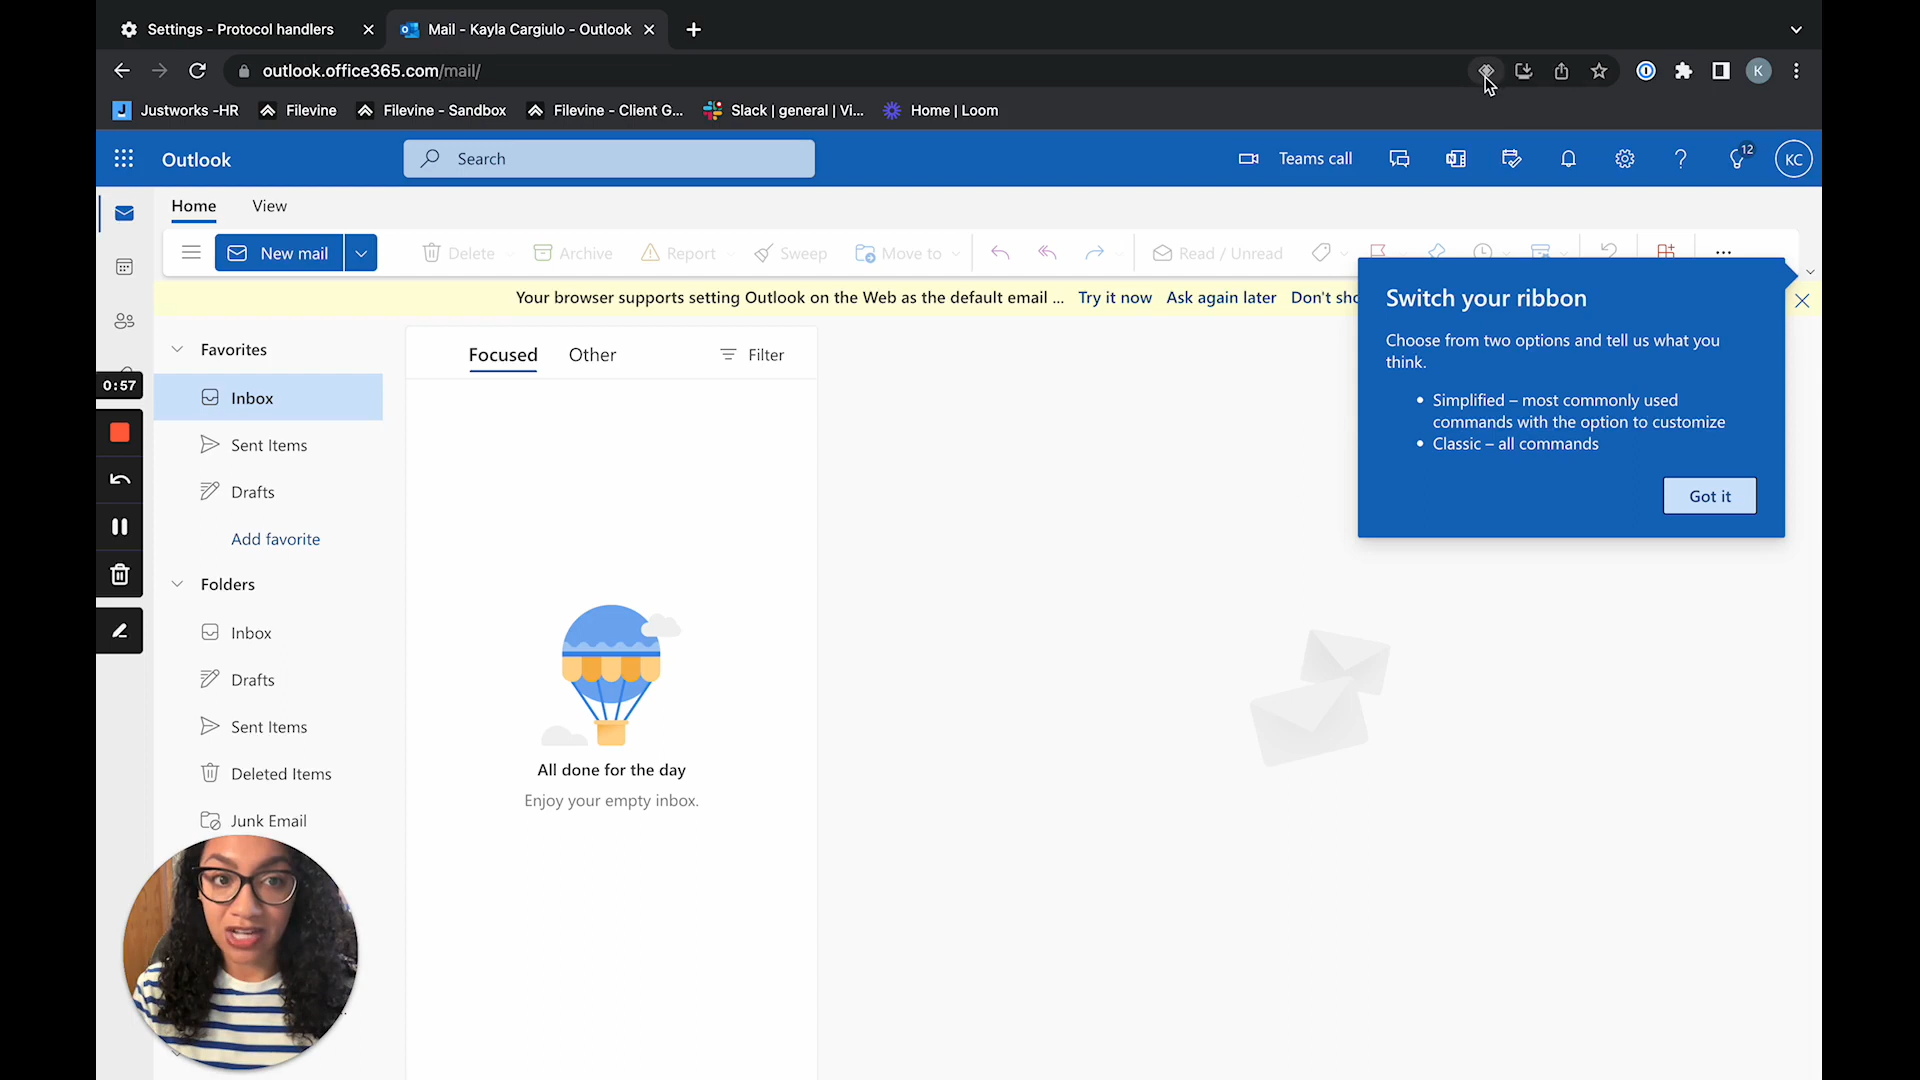 Settings - Protocol handlers
Mail - Kayla Cargiulo - Outlook
outlook.office365.com/mail/
K
Justworks -HR
Filevine
Filevine - Sandbox
Filevine - Client G...
Slack | general | Vi...
Home | Loom
Outlook
Search
Teams call
12
KC
Home
View
New mail
Delete
Archive
Report
Sweep
Move to
Read / Unread
Your browser supports setting Outlook on the Web as the default email ...
Try it now
Ask again later
Don't sho
Switch your ribbon
Choose from two options and tell us what you
think.
• Simplified – most commonly used
commands with the option to customize
• Classic – all commands
Got it
Favorites
Inbox
Sent Items
Drafts
Add favorite
Folders
Inbox
Drafts
Sent Items
Deleted Items
Junk Email
0:57
Focused
Other
Filter
All done for the day
Enjoy your empty inbox.